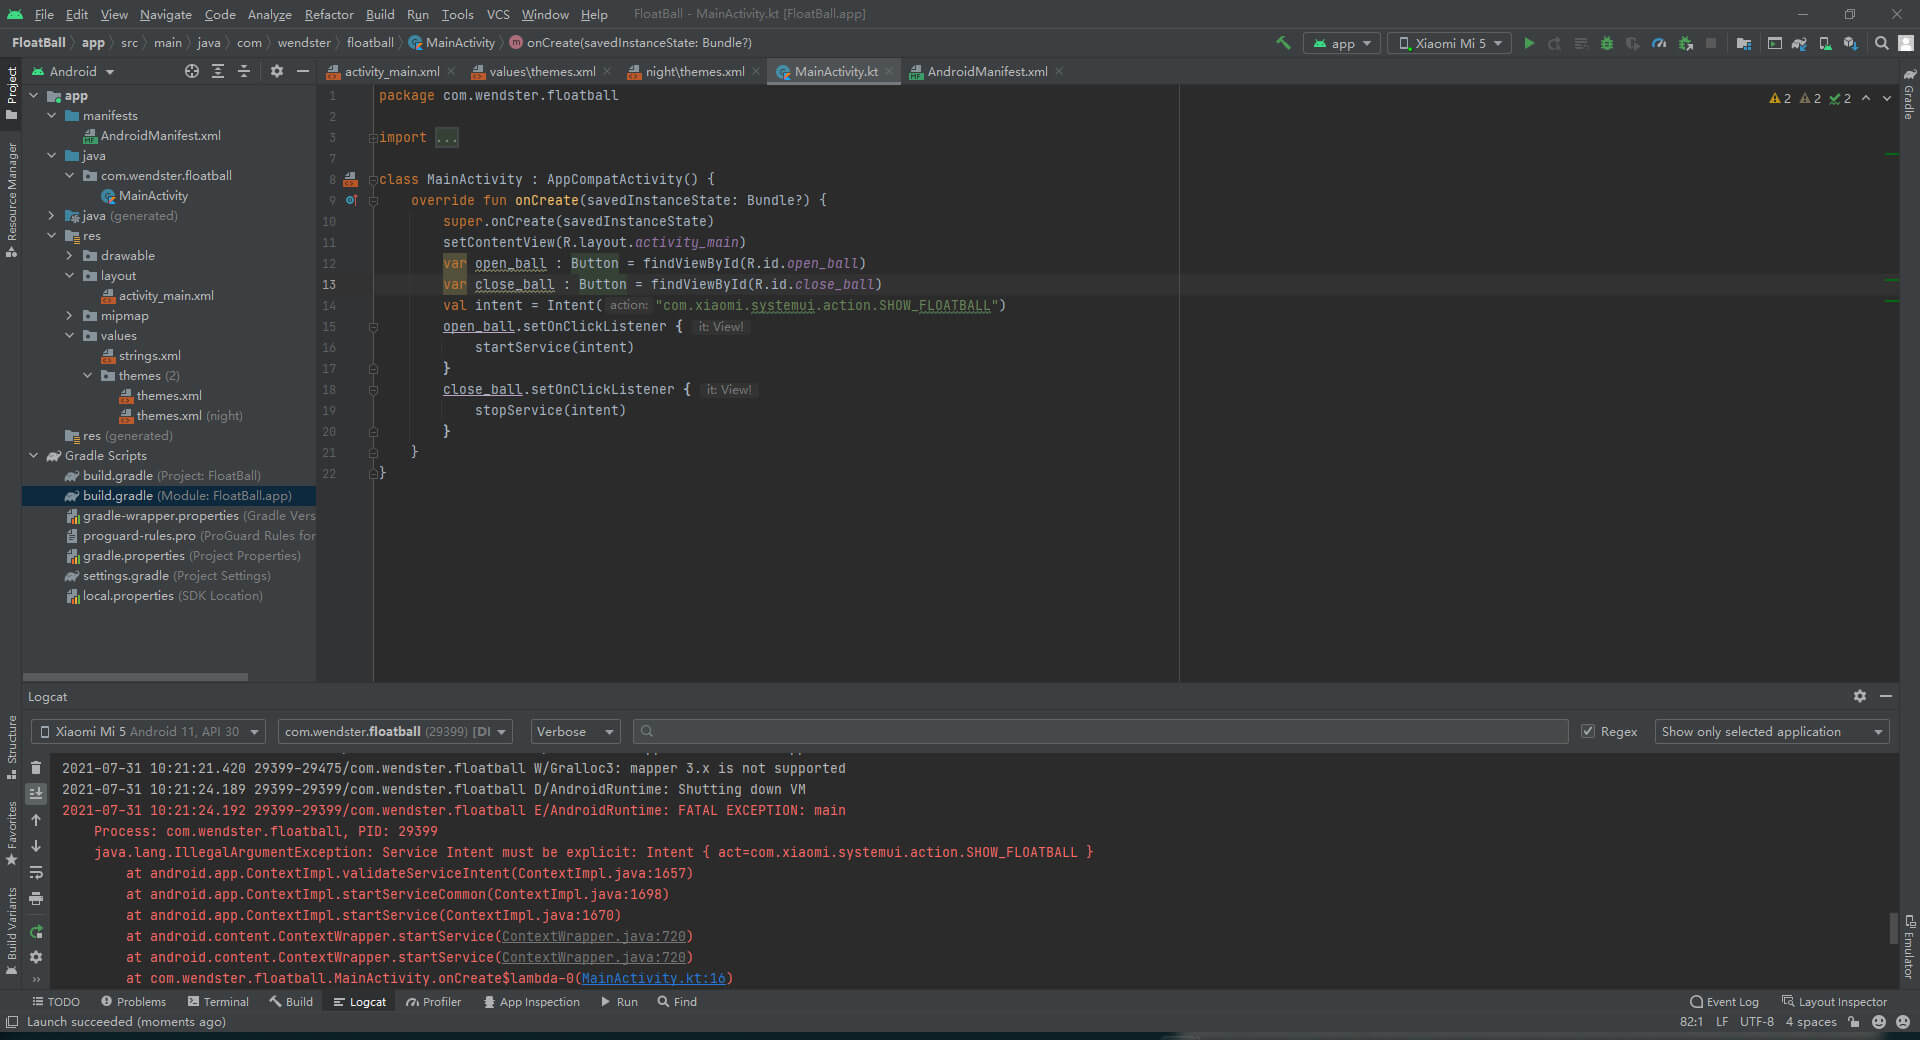 File Edit View Navigate Code Analyze Refactor Build Run Tools VCS Window Help FloatBall - MainActivity.kt [FloatBall.app]
FloatBall app src main java com wendster floatball MainActivity onCreate(savedInstanceState: Bundle?) app Xiaomi Mi 5
Project
Resource Manager
Structure
Favorites
Build Variants
Android
app
manifests
AndroidManifest.xml
java
com.wendster.floatball
MainActivity
java (generated)
res
drawable
layout
activity_main.xml
mipmap
values
strings.xml
themes (2)
themes.xml
themes.xml (night)
res (generated)
Gradle Scripts
build.gradle (Project: FloatBall)
build.gradle (Module: FloatBall.app)
gradle-wrapper.properties (Gradle Vers
proguard-rules.pro (ProGuard Rules for
gradle.properties (Project Properties)
settings.gradle (Project Settings)
local.properties (SDK Location)
activity_main.xml values\themes.xml night\themes.xml MainActivity.kt AndroidManifest.xml
2 2 2
1 package com.wendster.floatball
2
3 import ...
7
8 class MainActivity : AppCompatActivity() {
9 override fun onCreate(savedInstanceState: Bundle?) {
10 super.onCreate(savedInstanceState)
11 setContentView(R.layout.activity_main)
12 var open_ball : Button = findViewById(R.id.open_ball)
13 var close_ball : Button = findViewById(R.id.close_ball)
14 val intent = Intent( action: "com.xiaomi.systemui.action.SHOW_FLOATBALL")
15 open_ball.setOnClickListener { it: View!
16 startService(intent)
17 }
18 close_ball.setOnClickListener { it: View!
19 stopService(intent)
20 }
21 }
22 }
Gradle
Emulator
Logcat
Xiaomi Mi 5 Android 11, API 30 com.wendster.floatball (29399) [DI Verbose Regex Show only selected application
2021-07-31 10:21:21.420 29399-29475/com.wendster.floatball W/Gralloc3: mapper 3.x is not supported
2021-07-31 10:21:24.189 29399-29399/com.wendster.floatball D/AndroidRuntime: Shutting down VM
2021-07-31 10:21:24.192 29399-29399/com.wendster.floatball E/AndroidRuntime: FATAL EXCEPTION: main
Process: com.wendster.floatball, PID: 29399
java.lang.IllegalArgumentException: Service Intent must be explicit: Intent { act=com.xiaomi.systemui.action.SHOW_FLOATBALL }
at android.app.ContextImpl.validateServiceIntent(ContextImpl.java:1657)
at android.app.ContextImpl.startServiceCommon(ContextImpl.java:1698)
at android.app.ContextImpl.startService(ContextImpl.java:1670)
at android.content.ContextWrapper.startService(ContextWrapper.java:720)
at android.content.ContextWrapper.startService(ContextWrapper.java:720)
at com.wendster.floatball.MainActivity.onCreate$lambda-0(MainActivity.kt:16)
TODO Problems Terminal Build Logcat Profiler App Inspection Run Find Event Log Layout Inspector
Launch succeeded (moments ago) 82:1 LF UTF-8 4 spaces